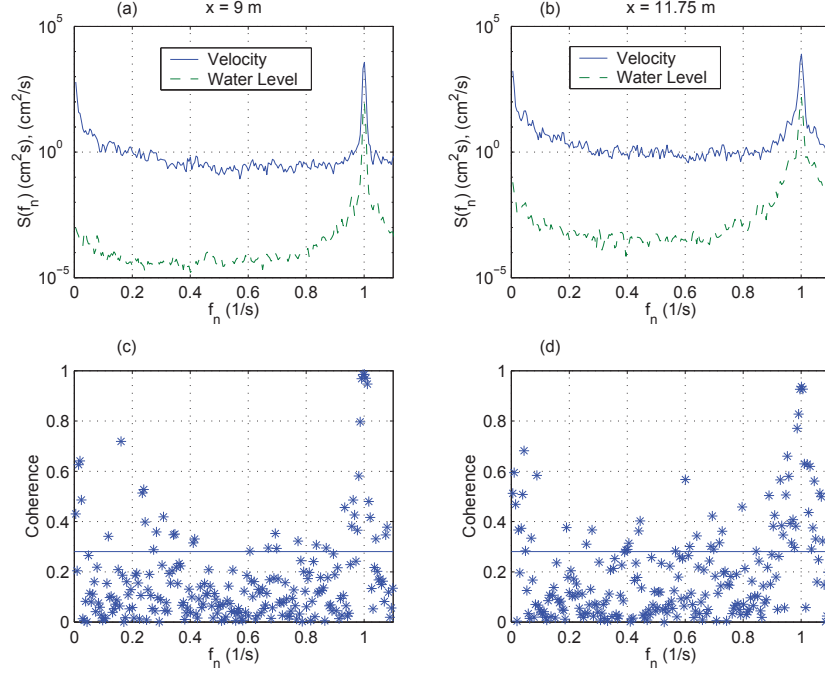 (a)
x = 9 m
10^5
10^0
10^−5
S(f_n) (cm^2s), (cm^2/s)
Velocity
Water Level
0 0.2 0.4 0.6 0.8 1
f_n (1/s)
(b)
x = 11.75 m
10^5
10^0
10^−5
S(f_n) (cm^2s), (cm^2/s)
Velocity
Water Level
0 0.2 0.4 0.6 0.8 1
f_n (1/s)
(c)
1
0.8
0.6
0.4
0.2
0
Coherence
0 0.2 0.4 0.6 0.8 1
f_n (1/s)
(d)
1
0.8
0.6
0.4
0.2
0
Coherence
0 0.2 0.4 0.6 0.8 1
f_n (1/s)